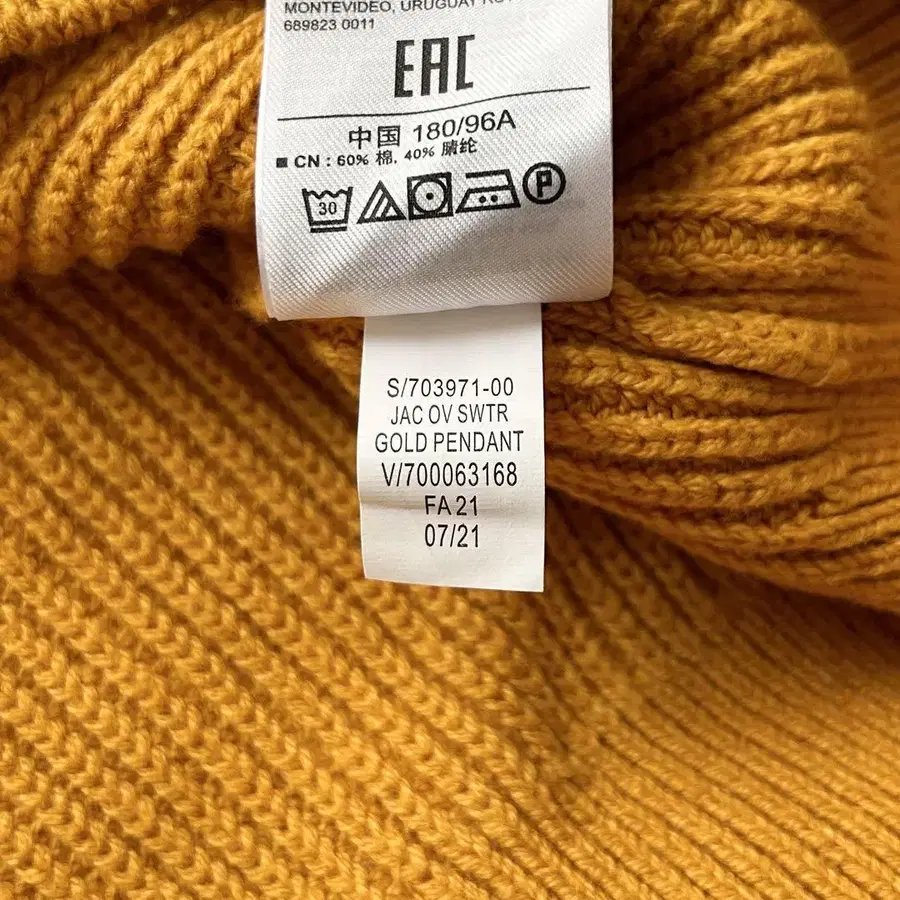 MONTEVIDEO, URUGUAY
689823 0011
EAC
中国 180/96A
■ CN : 60% 棉, 40% 腈纶
30
P
S/703971-00
JAC OV SWTR
GOLD PENDANT
V/700063168
FA 21
07/21